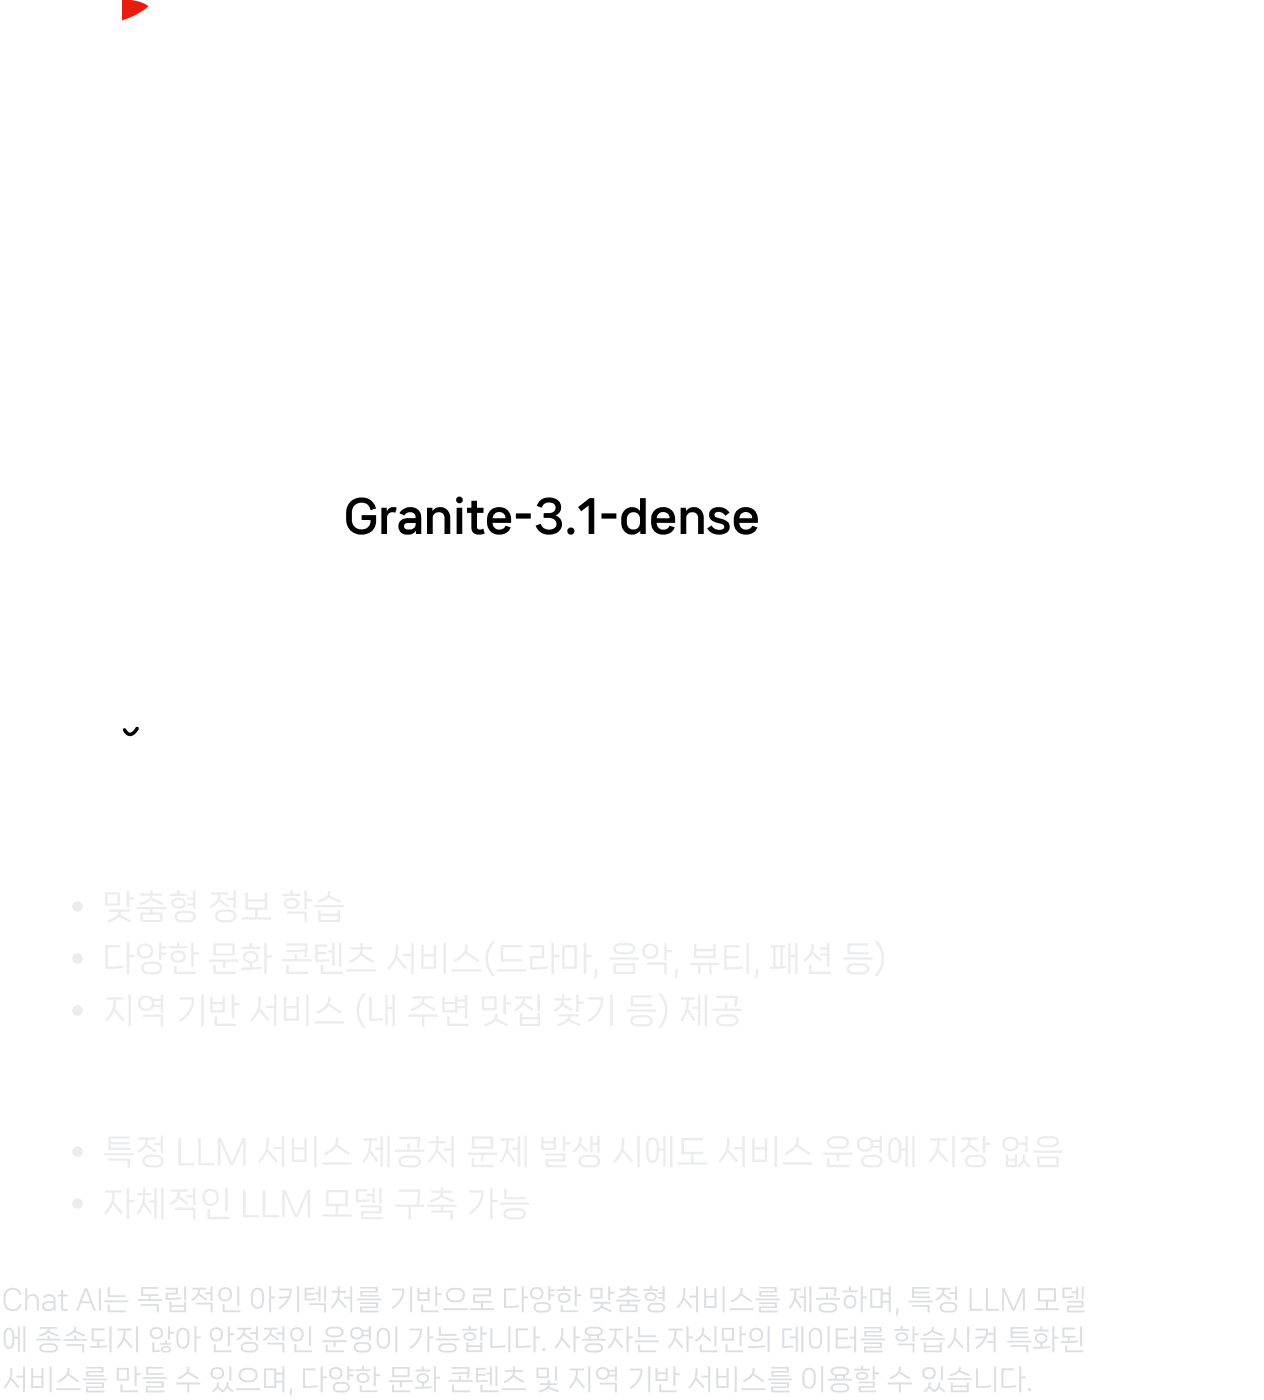 Granite-3.1-dense
• 맞춤형 정보 학습
• 다양한 문화 콘텐츠 서비스(드라마, 음악, 뷰티, 패션 등)
• 지역 기반 서비스 (내 주변 맛집 찾기 등) 제공
• 특정 LLM 서비스 제공처 문제 발생 시에도 서비스 운영에 지장 없음
• 자체적인 LLM 모델 구축 가능
Chat AI는 독립적인 아키텍처를 기반으로 다양한 맞춤형 서비스를 제공하며, 특정 LLM 모델
에 종속되지 않아 안정적인 운영이 가능합니다. 사용자는 자신만의 데이터를 학습시켜 특화된
서비스를 만들 수 있으며, 다양한 문화 콘텐츠 및 지역 기반 서비스를 이용할 수 있습니다.